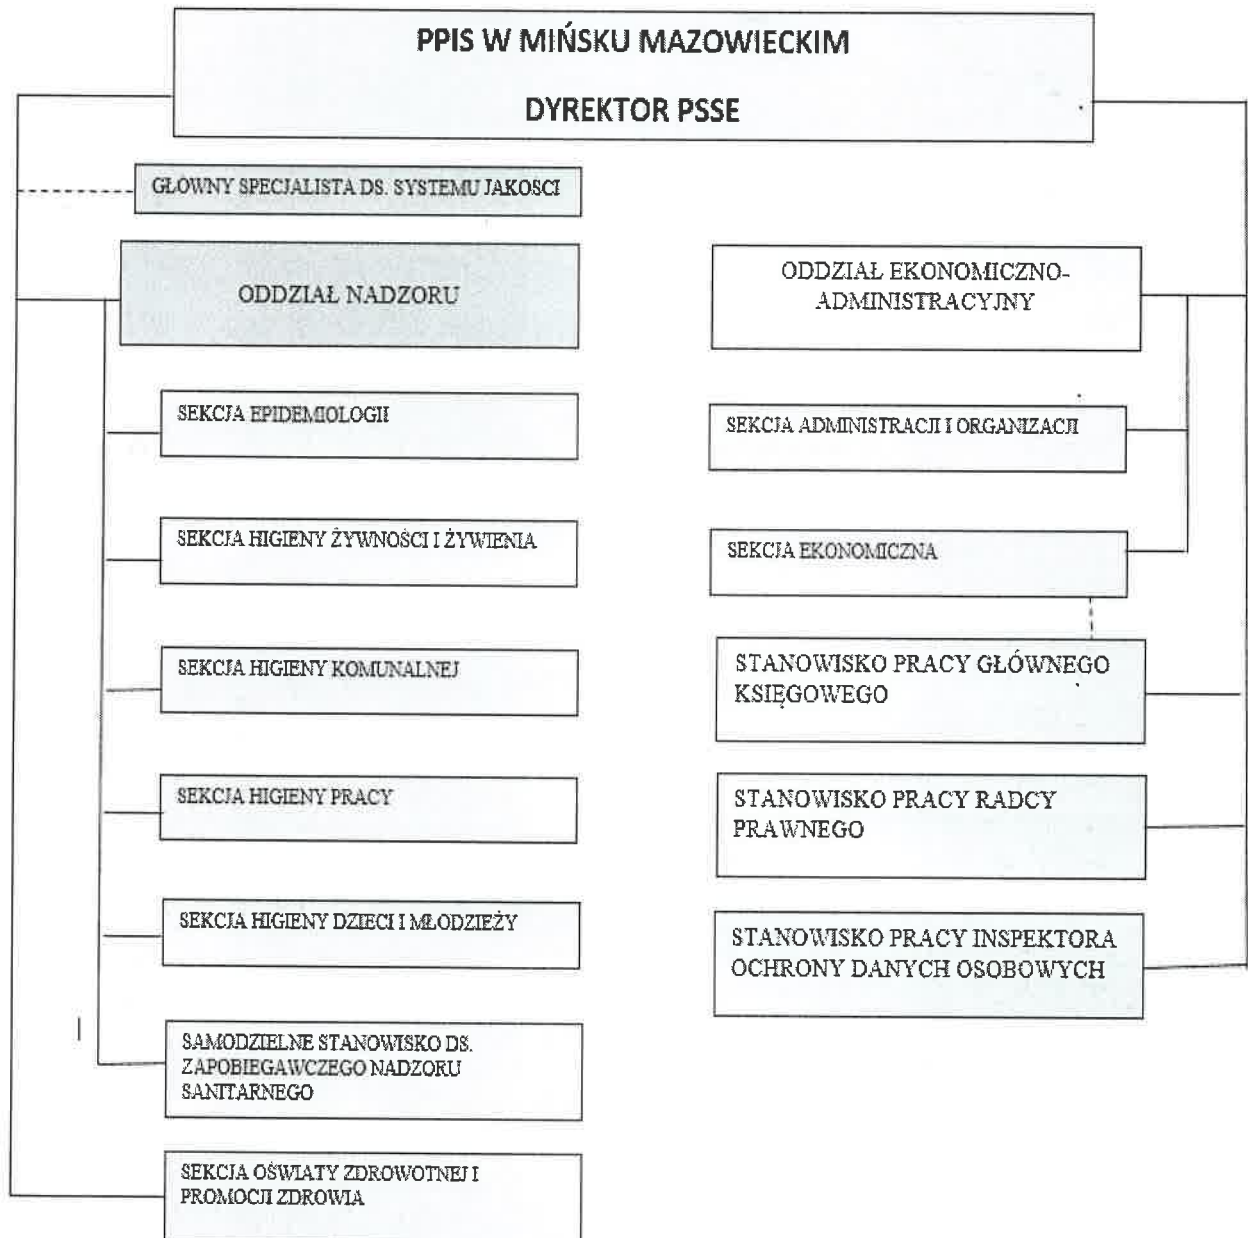 PPIS W MIŃSKU MAZOWIECKIM
DYREKTOR PSSE
GŁÓWNY SPECJALISTA DS. SYSTEMU JAKOŚCI
ODDZIAŁ NADZORU
SEKCJA EPIDEMIOLOGII
SEKCJA HIGIENY ŻYWNOŚCI I ŻYWIENIA
SEKCJA HIGIENY KOMUNALNEJ
SEKCJA HIGIENY PRACY
SEKCJA HIGIENY DZIECI I MŁODZIEŻY
SAMODZIELNE STANOWISKO DS.
ZAPOBIEGAWCZEGO NADZORU
SANITARNEGO
SEKCJA OŚWIATY ZDROWOTNEJ I
PROMOCJI ZDROWIA
ODDZIAŁ EKONOMICZNO-
ADMINISTRACYJNY
SEKCJA ADMINISTRACJI I ORGANIZACJI
SEKCJA EKONOMICZNA
STANOWISKO PRACY GŁÓWNEGO
KSIĘGOWEGO
STANOWISKO PRACY RADCY
PRAWNEGO
STANOWISKO PRACY INSPEKTORA
OCHRONY DANYCH OSOBOWYCH